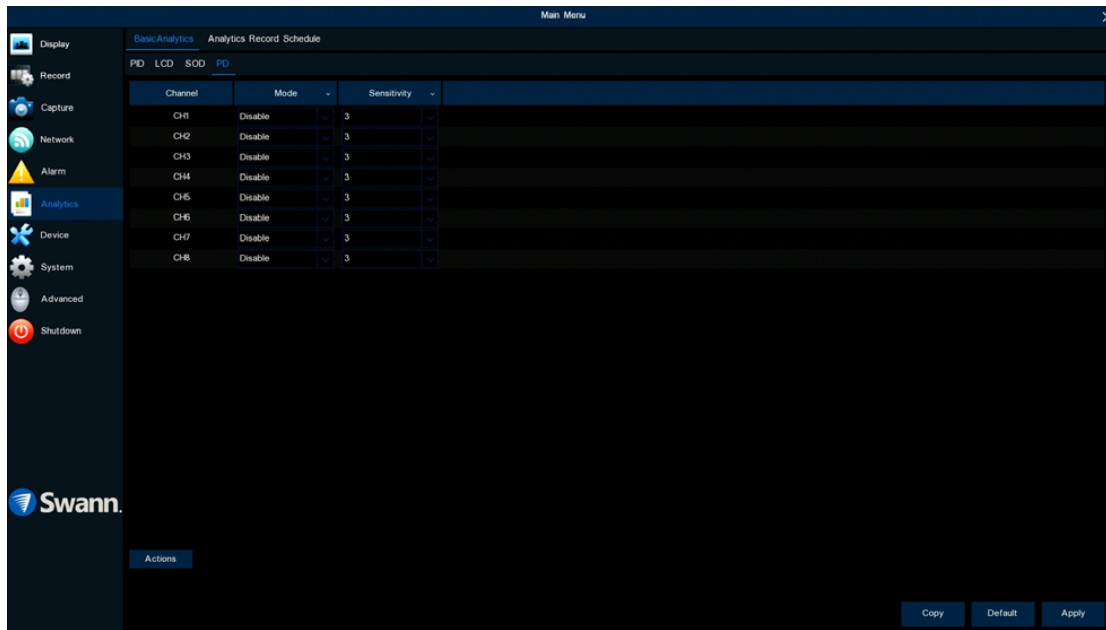 Main Menu
Display
Record
Capture
Network
Alarm
Analytics
Device
System
Advanced
Shutdown
Swann.
BasicAnalytics Analytics Record Schedule
PID LCD SOD PD
Channel Mode Sensitivity
CH1 Disable 3
CH2 Disable 3
CH3 Disable 3
CH4 Disable 3
CH5 Disable 3
CH6 Disable 3
CH7 Disable 3
CH8 Disable 3
Actions
Copy Default Apply